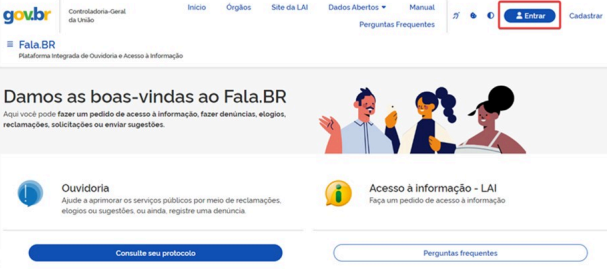 gov.br
Controladoria-Geral
da União
Início Órgãos Site da LAI Dados Abertos Manual
Perguntas Frequentes
Entrar
Cadastrar
Fala.BR
Plataforma Integrada de Ouvidoria e Acesso à Informação
Damos as boas-vindas ao Fala.BR
Aqui você pode fazer um pedido de acesso à informação, fazer denúncias, elogios,
reclamações, solicitações ou enviar sugestões.
Ouvidoria
Ajude a aprimorar os serviços públicos por meio de reclamações,
elogios ou sugestões, ou ainda, registre uma denúncia.
Acesso à informação - LAI
Faça um pedido de acesso à informação
Consulte seu protocolo
Perguntas frequentes